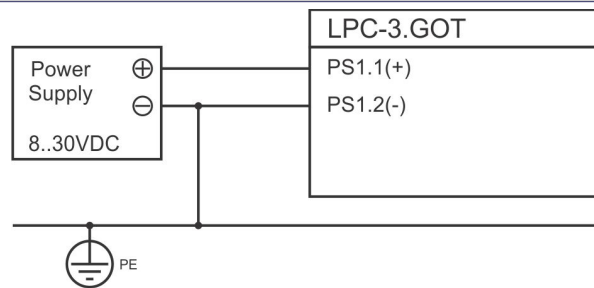 LPC-3.GOT
Power
Supply
8..30VDC
PS1.1(+)
PS1.2(-)
PE